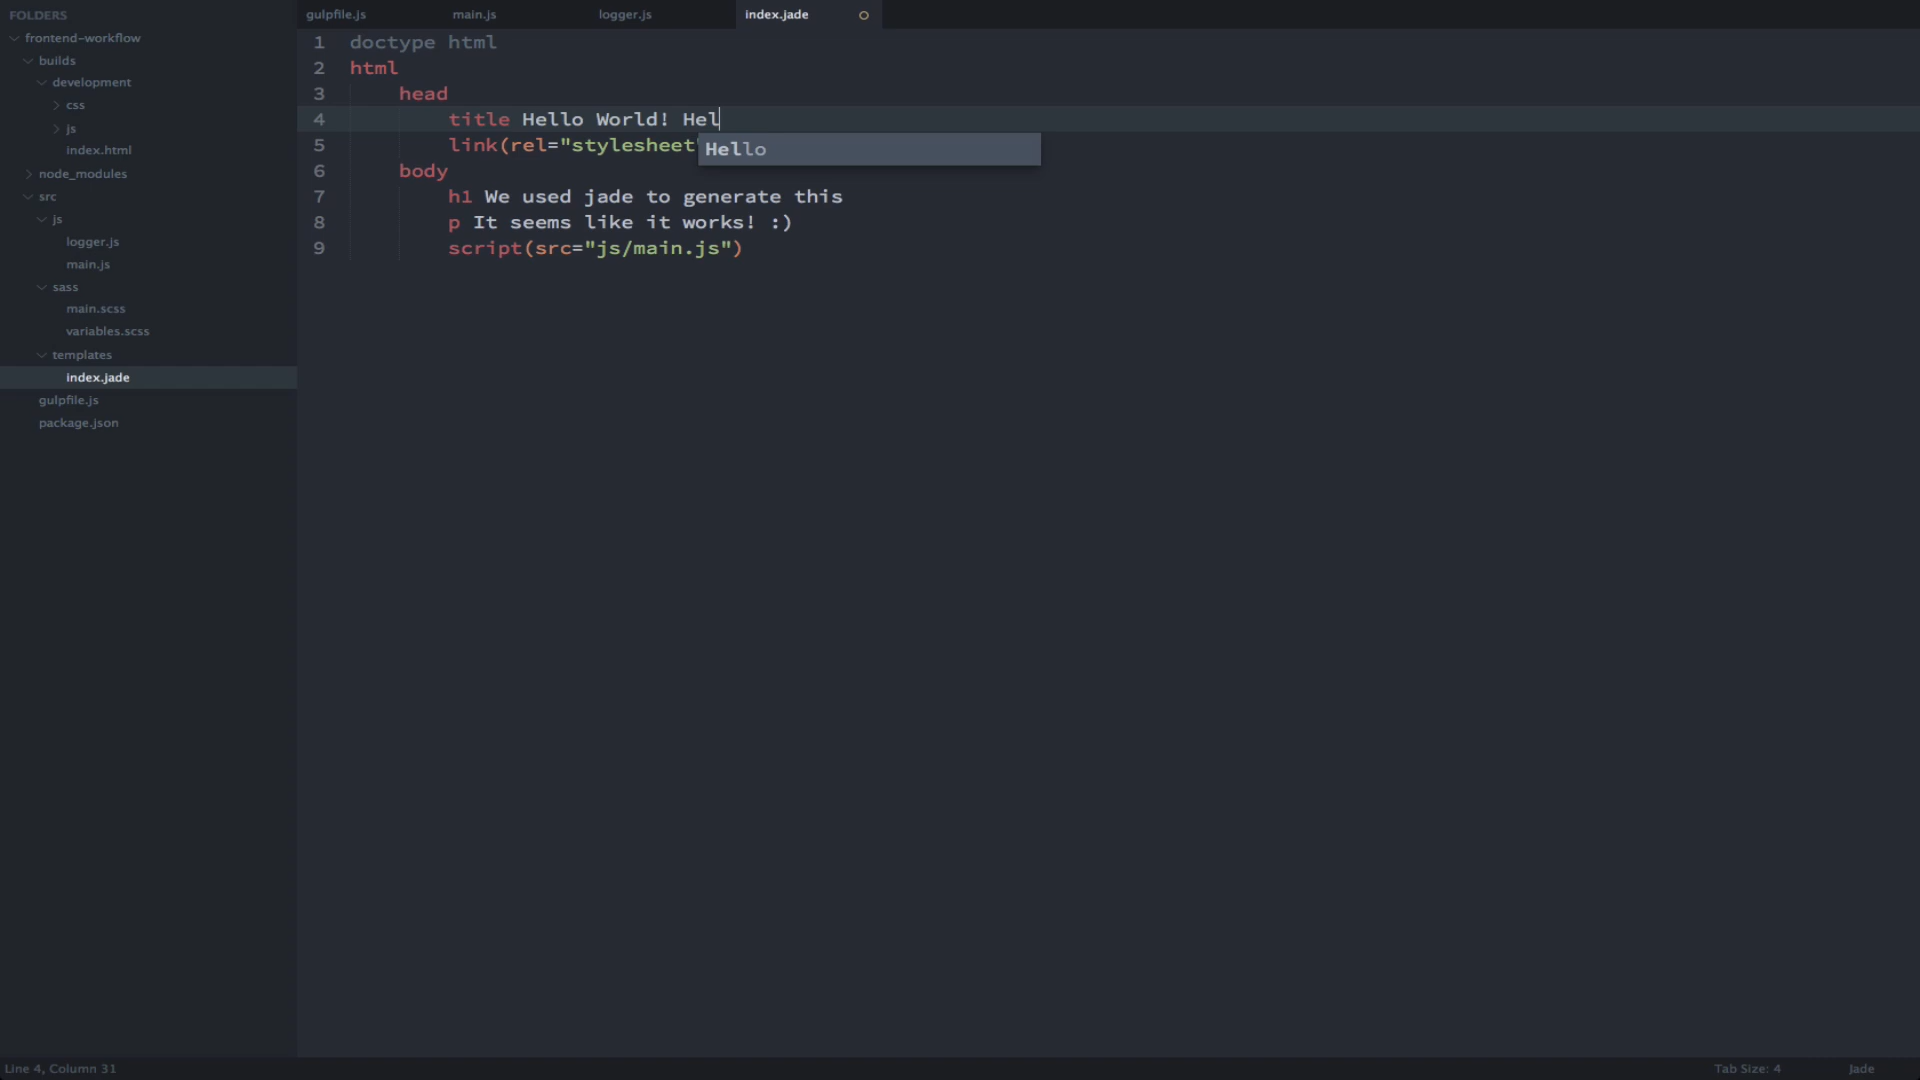 FOLDERS
frontend-workflow
builds
development
css
js
index.html
node_modules
src
js
logger.js
main.js
sass
main.scss
variables.scss
templates
index.jade
gulpfile.js
package.json
gulpfile.js main.js logger.js index.jade
1 doctype html
2 html
3 head
4 title Hello World! Hel
5 link(rel="stylesheet"
Hello
6 body
7 h1 We used jade to generate this
8 p It seems like it works! :)
9 script(src="js/main.js")
Line 4, Column 31 Tab Size: 4 Jade